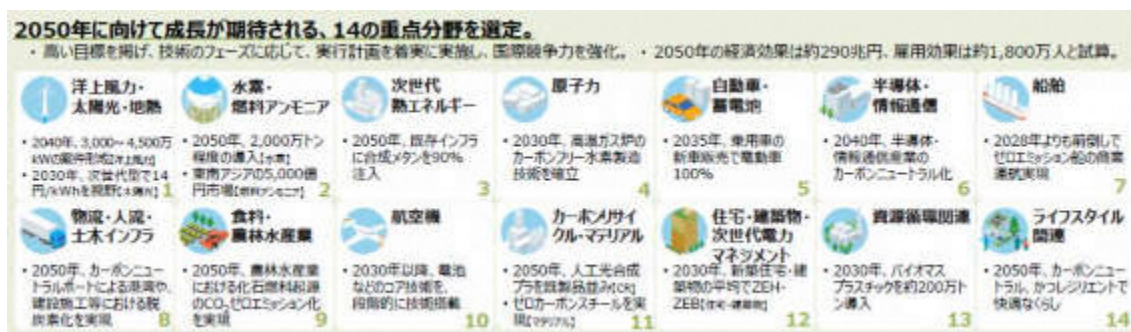 2050年に向けて成長が期待される、14の重点分野を選定。
・高い目標を掲げ、技術のフェーズに応じて、実行計画を着実に実施し、国際競争力を強化。 ・2050年の経済効果は約290兆円、雇用効果は約1,800万人と試算。
洋上風力・
太陽光・地熱
・2040年、3,000~4,500万
kWの案件形成【洋上風力】
・2030年、次世代型で14
円/kWhを視野【太陽光】
1
水素・
燃料アンモニア
・2050年、2,000万トン
程度の導入【水素】
・東南アジアの5,000億
円市場【燃料アンモニア】
2
次世代
熱エネルギー
・2050年、既存インフラ
に合成メタンを90%
注入
3
原子力
・2030年、高温ガス炉の
カーボンフリー水素製造
技術を確立
4
自動車・
蓄電池
・2035年、乗用車の
新車販売で電動車
100%
5
半導体・
情報通信
・2040年、半導体・
情報通信産業の
カーボンニュートラル化
6
船舶
・2028年よりも前倒しで
ゼロエミッション船の商業
運航実現
7
物流・人流・
土木インフラ
・2050年、カーボンニュー
トラルポートによる港湾や、
建設施工等における脱
炭素化を実現
8
食料・
農林水産業
・2050年、農林水産業
における化石燃料起源
のCO₂ゼロエミッション化
を実現
9
航空機
・2030年以降、電池
などのコア技術を、
段階的に技術搭載
10
カーボンリサイ
クル・マテリアル
・2050年、人工光合成
プラを既製品並み【CR】
・ゼロカーボンスチールを実
現【マテリアル】
11
住宅・建築物・
次世代電力
マネジメント
・2030年、新築住宅・建
築物の平均でZEH・
ZEB【住宅・建築物】
12
資源循環関連
・2030年、バイオマス
プラスチックを約200万ト
ン導入
13
ライフスタイル
関連
・2050年、カーボンニュー
トラル、かつレジリエントで
快適なくらし
14